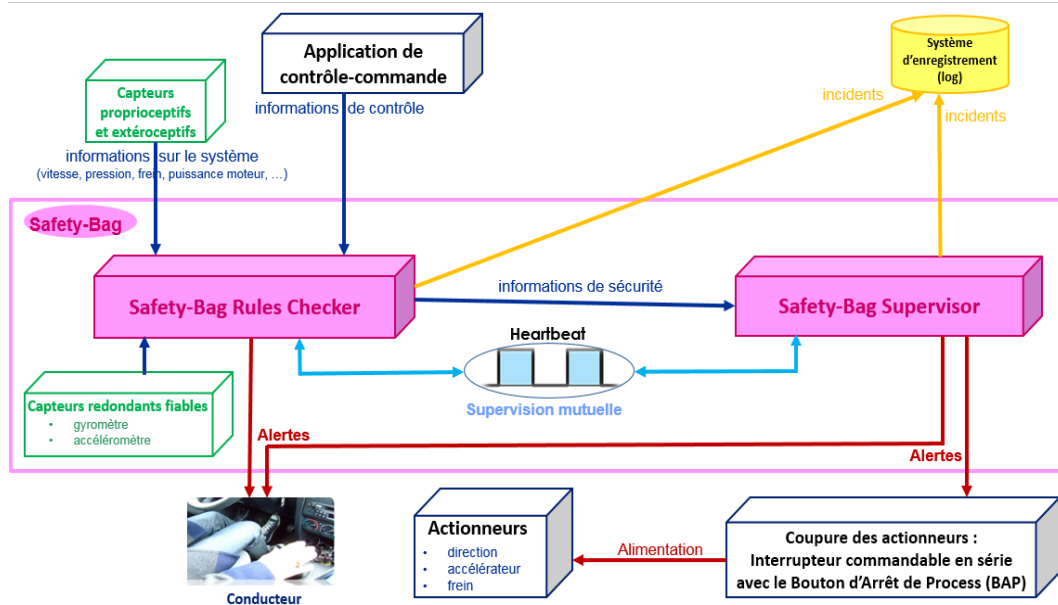 Application de
contrôle-commande
Capteurs
proprioceptifs
et extéroceptifs
Système
d'enregistrement
(log)
informations de contrôle
incidents
incidents
informations sur le système
(vitesse, pression, frein, puissance moteur, ...)
Safety-Bag
Safety-Bag Rules Checker
informations de sécurité
Safety-Bag Supervisor
Heartbeat
Supervision mutuelle
Capteurs redondants fiables
• gyromètre
• accéléromètre
Alertes
Alertes
Conducteur
Actionneurs
• direction
• accélérateur
• frein
Alimentation
Coupure des actionneurs :
Interrupteur commandable en série
avec le Bouton d'Arrêt de Process (BAP)